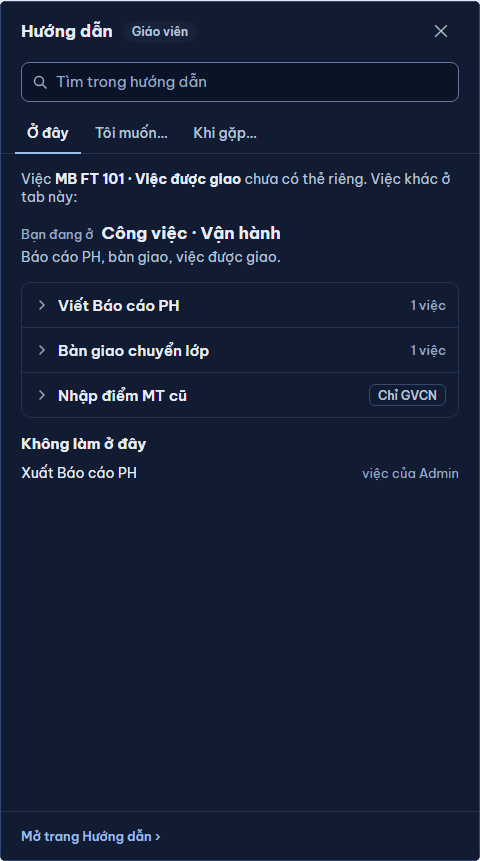 Hướng dẫn Giáo viên
Tìm trong hướng dẫn
Ở đây Tôi muốn... Khi gặp...
Việc MB FT 101 · Việc được giao chưa có thẻ riêng. Việc khác ở
tab này:
Bạn đang ở Công việc · Vận hành
Báo cáo PH, bàn giao, việc được giao.
Viết Báo cáo PH 1 việc
Bàn giao chuyển lớp 1 việc
Nhập điểm MT cũ Chỉ GVCN
Không làm ở đây
Xuất Báo cáo PH việc của Admin
Mở trang Hướng dẫn ›